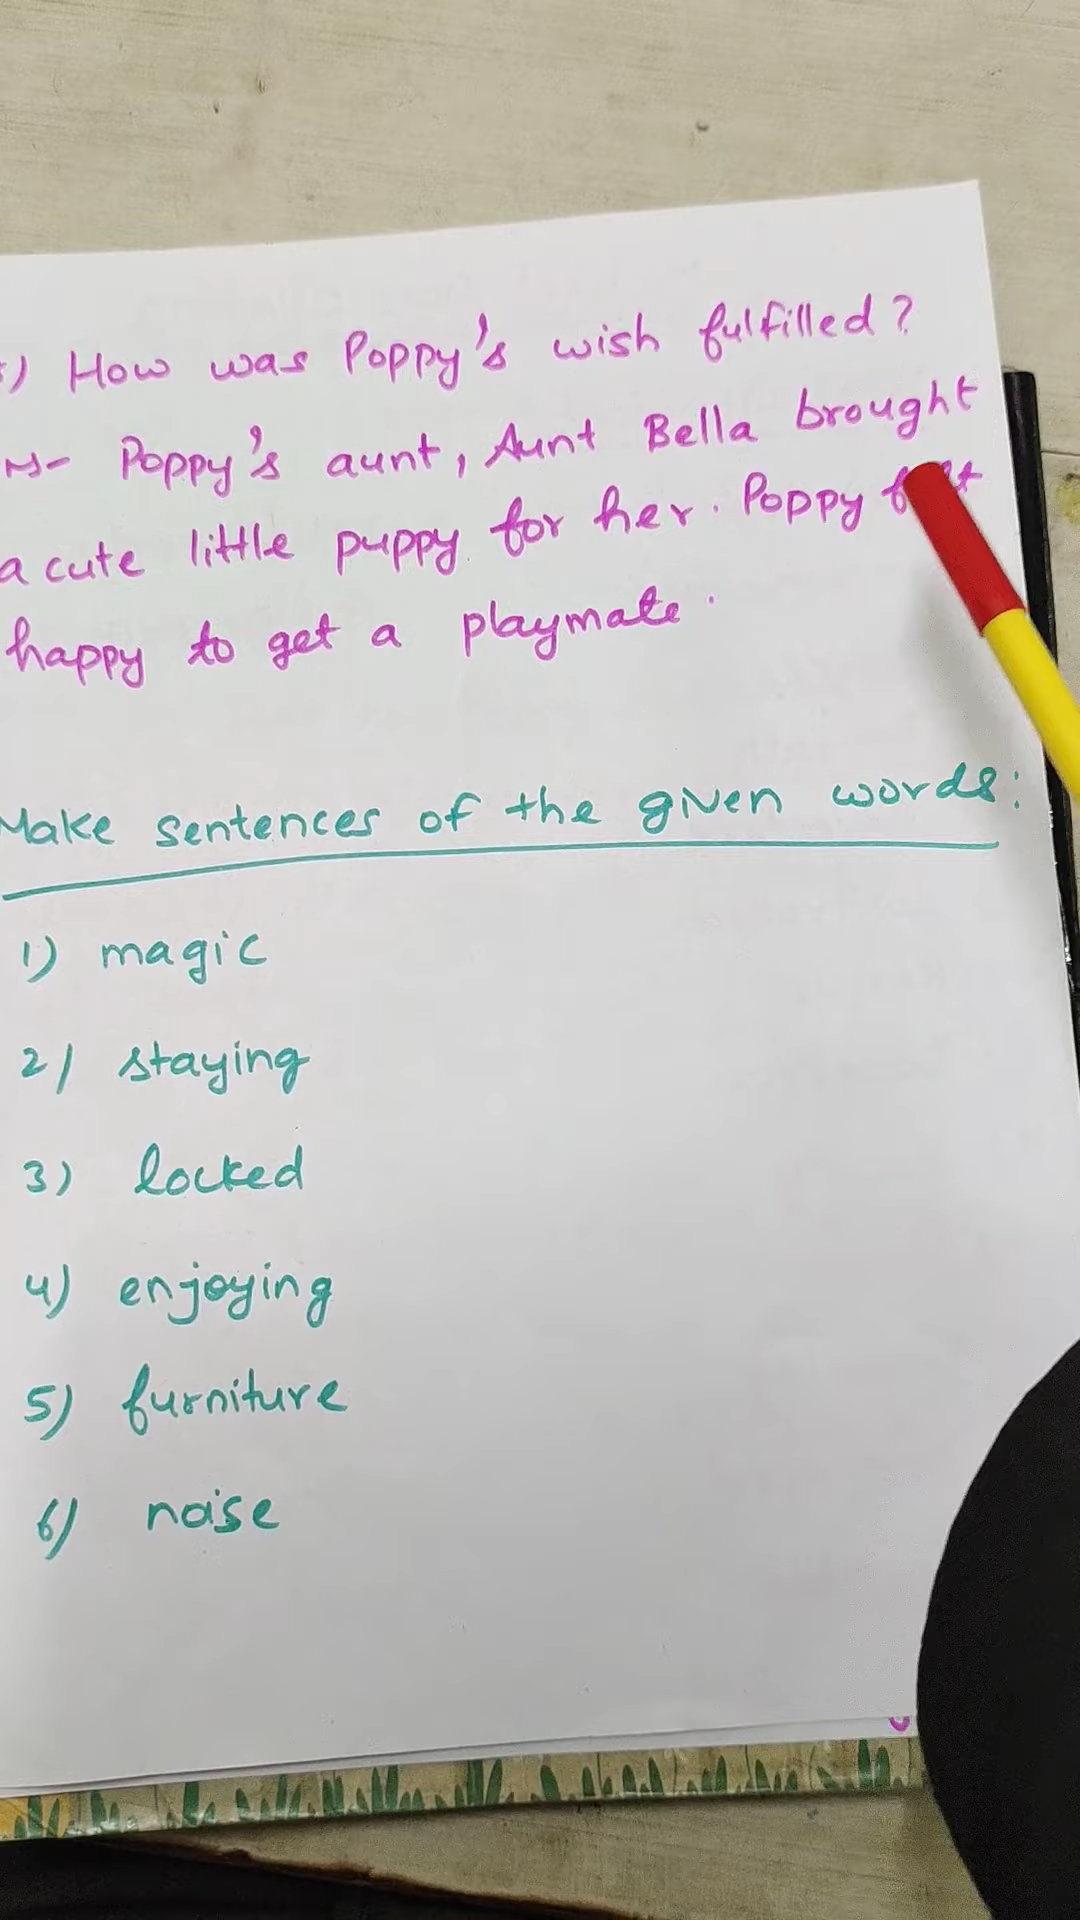 ) How was Poppy's wish fulfilled?
Poppy's aunt, Aunt Bella brought
a cute little puppy for her. Poppy
happy to get a playmate.
Make sentences of the given words:
1) magic
2) staying
3) locked
4) enjoying
5) furniture
6) noise